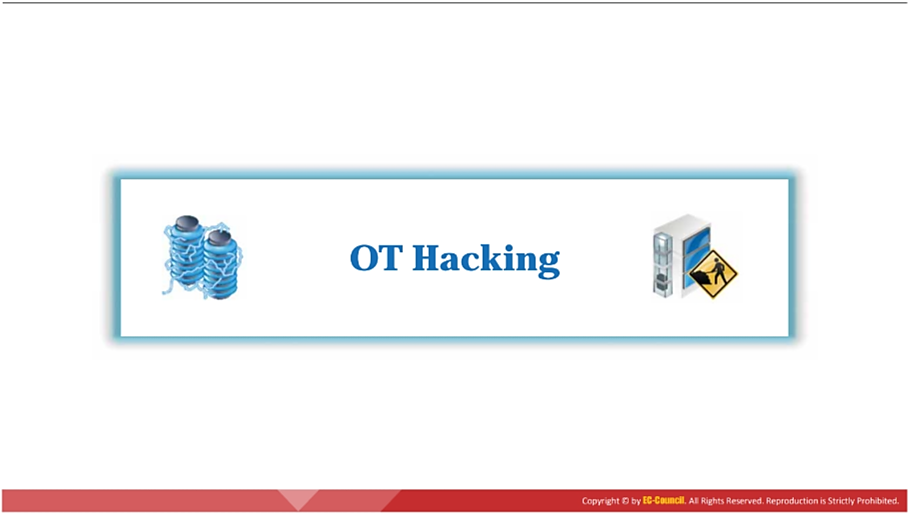 OT Hacking
Copyright © by EC-Council. All Rights Reserved. Reproduction is Strictly Prohibited.